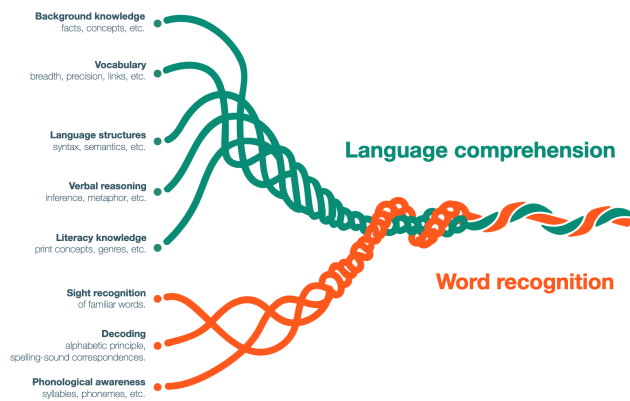 Background knowledge
facts, concepts, etc.
Vocabulary
breadth, precision, links, etc.
Language structures
syntax, semantics, etc.
Verbal reasoning
inference, metaphor, etc.
Literacy knowledge
print concepts, genres, etc.
Language comprehension
Sight recognition
of familiar words.
Decoding
alphabetic principle,
spelling-sound correspondences.
Phonological awareness
syllables, phonemes, etc.
Word recognition